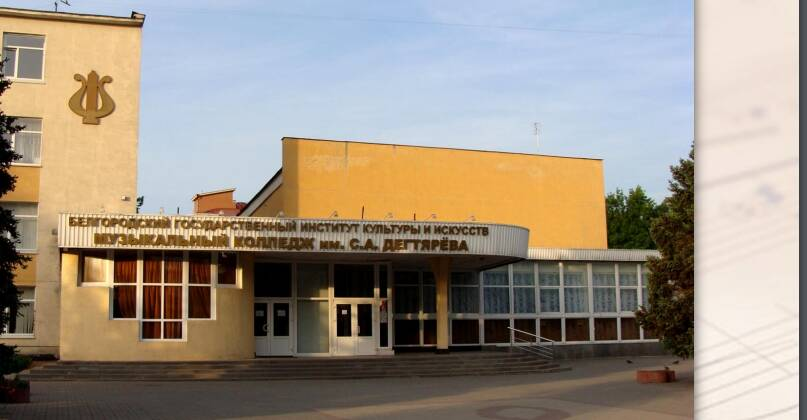 БЕЛГОРОДСКИЙ ГОСУДАРСТВЕННЫЙ ИНСТИТУТ КУЛЬТУРЫ И ИСКУССТВ
МУЗЫКАЛЬНЫЙ КОЛЛЕДЖ им. С.А. ДЕГТЯРЁВА